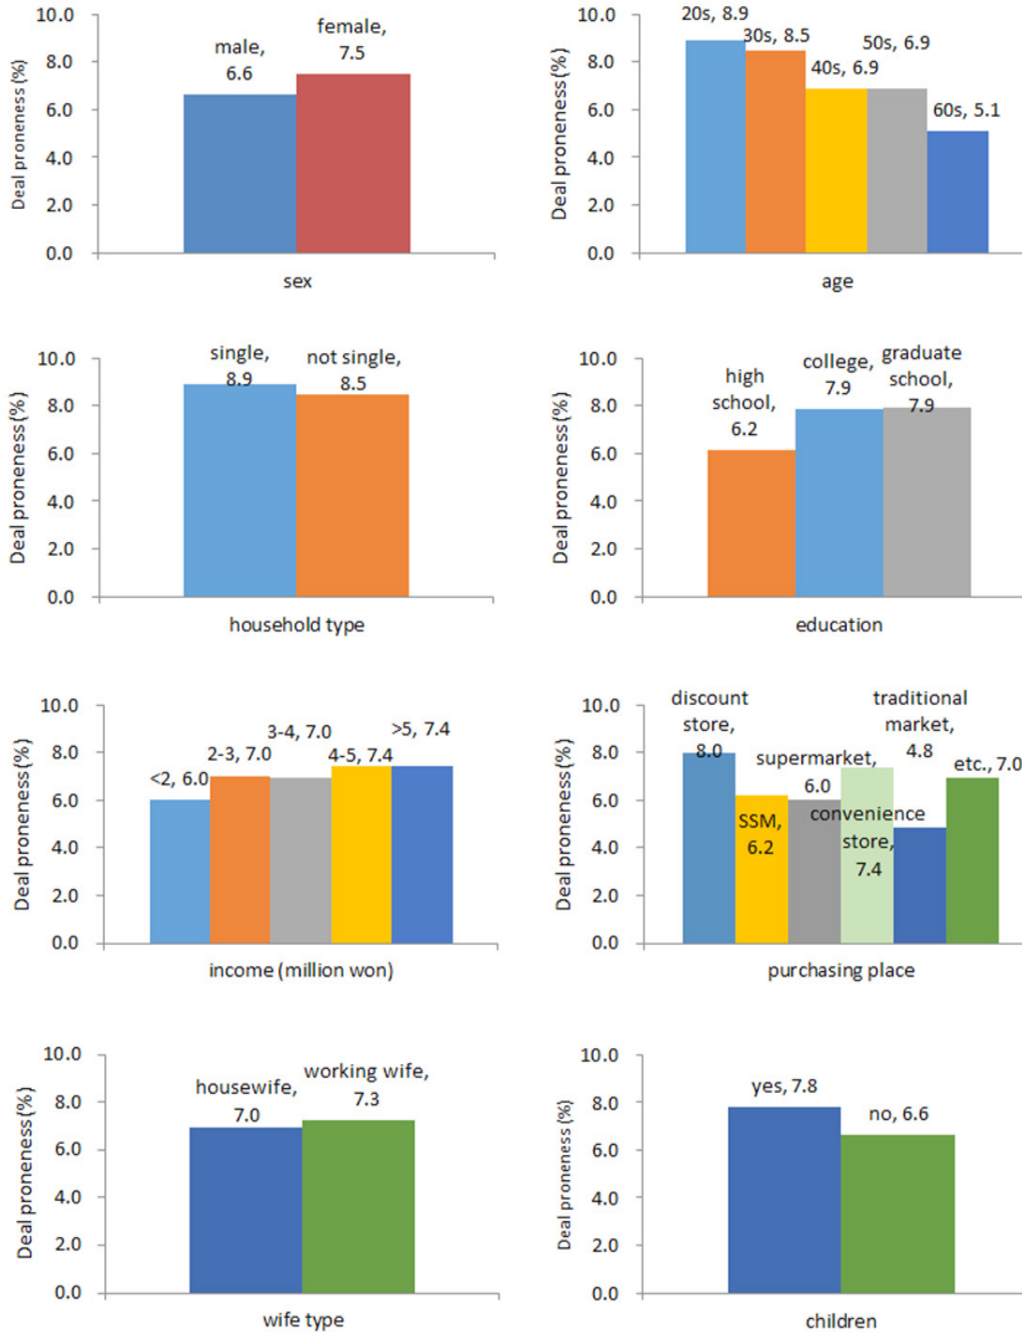 10.0
8.0
6.0
4.0
2.0
0.0
Deal proneness (%)
male,
6.6
female,
7.5
sex
10.0
8.0
6.0
4.0
2.0
0.0
Deal proneness (%)
20s, 8.9
30s, 8.5
40s, 6.9
50s, 6.9
60s, 5.1
age
10.0
8.0
6.0
4.0
2.0
0.0
Deal proneness (%)
single,
8.9
not single,
8.5
household type
10.0
8.0
6.0
4.0
2.0
0.0
Deal proneness (%)
high
school,
6.2
college,
7.9
graduate
school,
7.9
education
10.0
8.0
6.0
4.0
2.0
0.0
Deal proneness (%)
<2, 6.0
2-3, 7.0
3-4, 7.0
4-5, 7.4
>5, 7.4
income (million won)
10.0
8.0
6.0
4.0
2.0
0.0
Deal proneness (%)
discount
store,
8.0
SSM,
6.2
supermarket,
6.0
convenience
store,
7.4
traditional
market,
4.8
etc., 7.0
purchasing place
10.0
8.0
6.0
4.0
2.0
0.0
Deal proneness (%)
housewife,
7.0
working wife,
7.3
wife type
10.0
8.0
6.0
4.0
2.0
0.0
Deal proneness (%)
yes, 7.8
no, 6.6
children